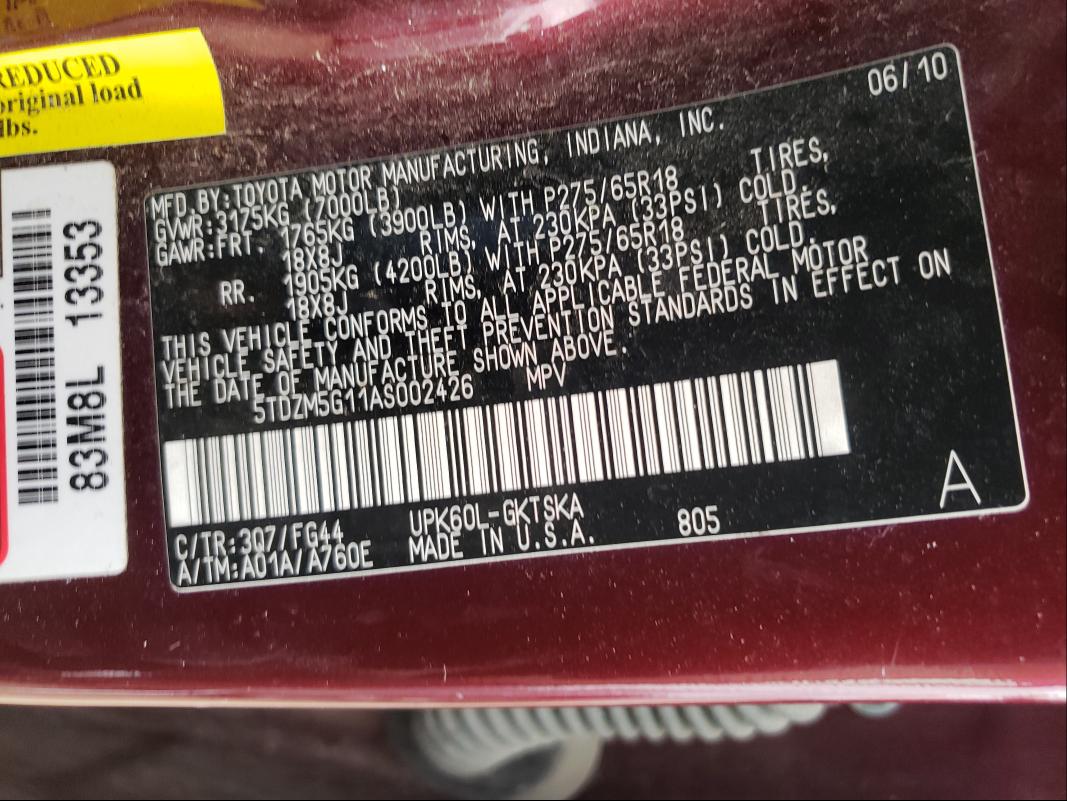 REDUCED
original load
lbs.
83M8L 13353
06/10
MFD.BY:TOYOTA MOTOR MANUFACTURING, INDIANA, INC.
GVWR:3175KG (7000LB)
GAWR:FRT. 1765KG (3900LB) WITH P275/65R18 TIRES,
18X8J RIMS, AT 230KPA (33PSI) COLD.
RR. 1905KG (4200LB) WITH P275/65R18 TIRES,
18X8J RIMS, AT 230KPA (33PSI) COLD.
THIS VEHICLE CONFORMS TO ALL APPLICABLE FEDERAL MOTOR
VEHICLE SAFETY AND THEFT PREVENTION STANDARDS IN EFFECT ON
THE DATE OF MANUFACTURE SHOWN ABOVE.
5TDZM5G11AS002426 MPV
C/TR:3Q7/FG44 UPK60L-GKTSKA
A/TM:A01A/A760E MADE IN U.S.A. 805
A